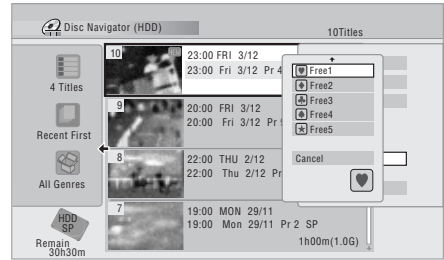 Disc Navigator (HDD)
10Titles
4 Titles
Recent First
All Genres
HDD
SP
Remain
30h30m
10
23:00 FRI 3/12
23:00 Fri 3/12 Pr 4
9
20:00 FRI 3/12
20:00 Fri 3/12 Pr
8
22:00 THU 2/12
22:00 Thu 2/12 Pr
7
19:00 MON 29/11
19:00 Mon 29/11 Pr 2 SP
1h00m(1.0G)
Free1
Free2
Free3
Free4
Free5
Cancel